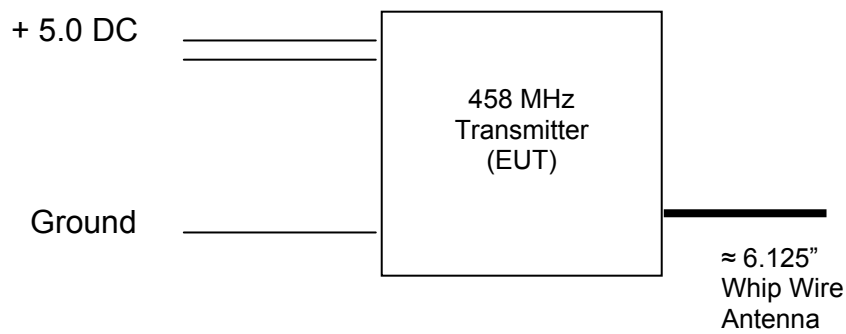 + 5.0 DC
458 MHz
Transmitter
(EUT)
Ground
≈ 6.125”
Whip Wire
Antenna